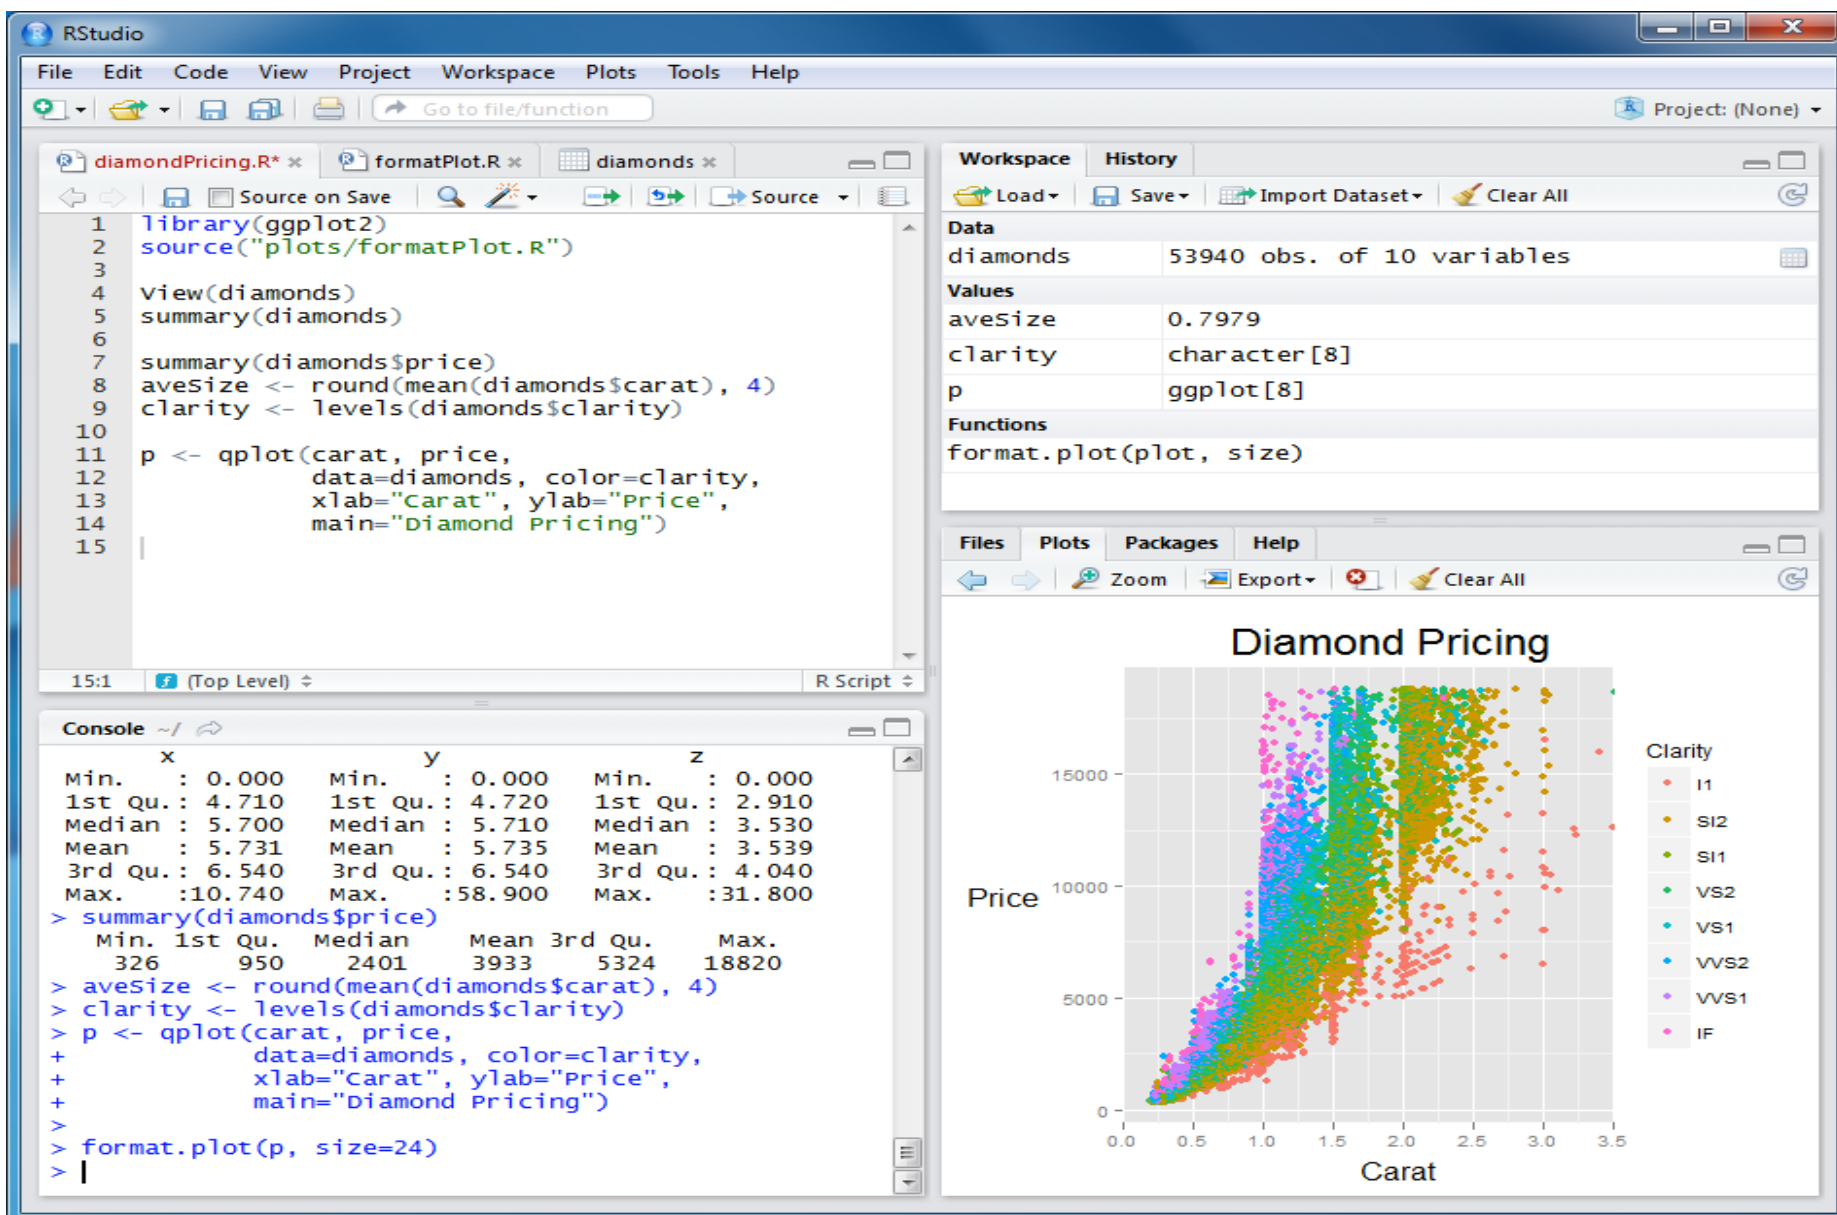 RStudio
File Edit Code View Project Workspace Plots Tools Help
Go to file/function Project: (None)
diamondPricing.R* formatPlot.R diamonds
Source on Save Source
1 library(ggplot2)
2 source("plots/formatPlot.R")
3
4 View(diamonds)
5 summary(diamonds)
6
7 summary(diamonds$price)
8 aveSize <- round(mean(diamonds$carat), 4)
9 clarity <- levels(diamonds$clarity)
10
11 p <- qplot(carat, price,
12 data=diamonds, color=clarity,
13 xlab="Carat", ylab="Price",
14 main="Diamond Pricing")
15
15:1 (Top Level) R Script
Console ~/
x y z
Min. : 0.000 Min. : 0.000 Min. : 0.000
1st Qu.: 4.710 1st Qu.: 4.720 1st Qu.: 2.910
Median : 5.700 Median : 5.710 Median : 3.530
Mean : 5.731 Mean : 5.735 Mean : 3.539
3rd Qu.: 6.540 3rd Qu.: 6.540 3rd Qu.: 4.040
Max. :10.740 Max. :58.900 Max. :31.800
> summary(diamonds$price)
Min. 1st Qu. Median Mean 3rd Qu. Max.
326 950 2401 3933 5324 18820
> aveSize <- round(mean(diamonds$carat), 4)
> clarity <- levels(diamonds$clarity)
> p <- qplot(carat, price,
+ data=diamonds, color=clarity,
+ xlab="Carat", ylab="Price",
+ main="Diamond Pricing")
>
> format.plot(p, size=24)
>
Workspace History
Load Save Import Dataset Clear All
Data
diamonds 53940 obs. of 10 variables
Values
aveSize 0.7979
clarity character[8]
p ggplot[8]
Functions
format.plot(plot, size)
Files Plots Packages Help
Zoom Export Clear All
Diamond Pricing
Price
15000
10000
5000
0
0.0 0.5 1.0 1.5 2.0 2.5 3.0 3.5
Carat
Clarity
I1
SI2
SI1
VS2
VS1
VVS2
VVS1
IF